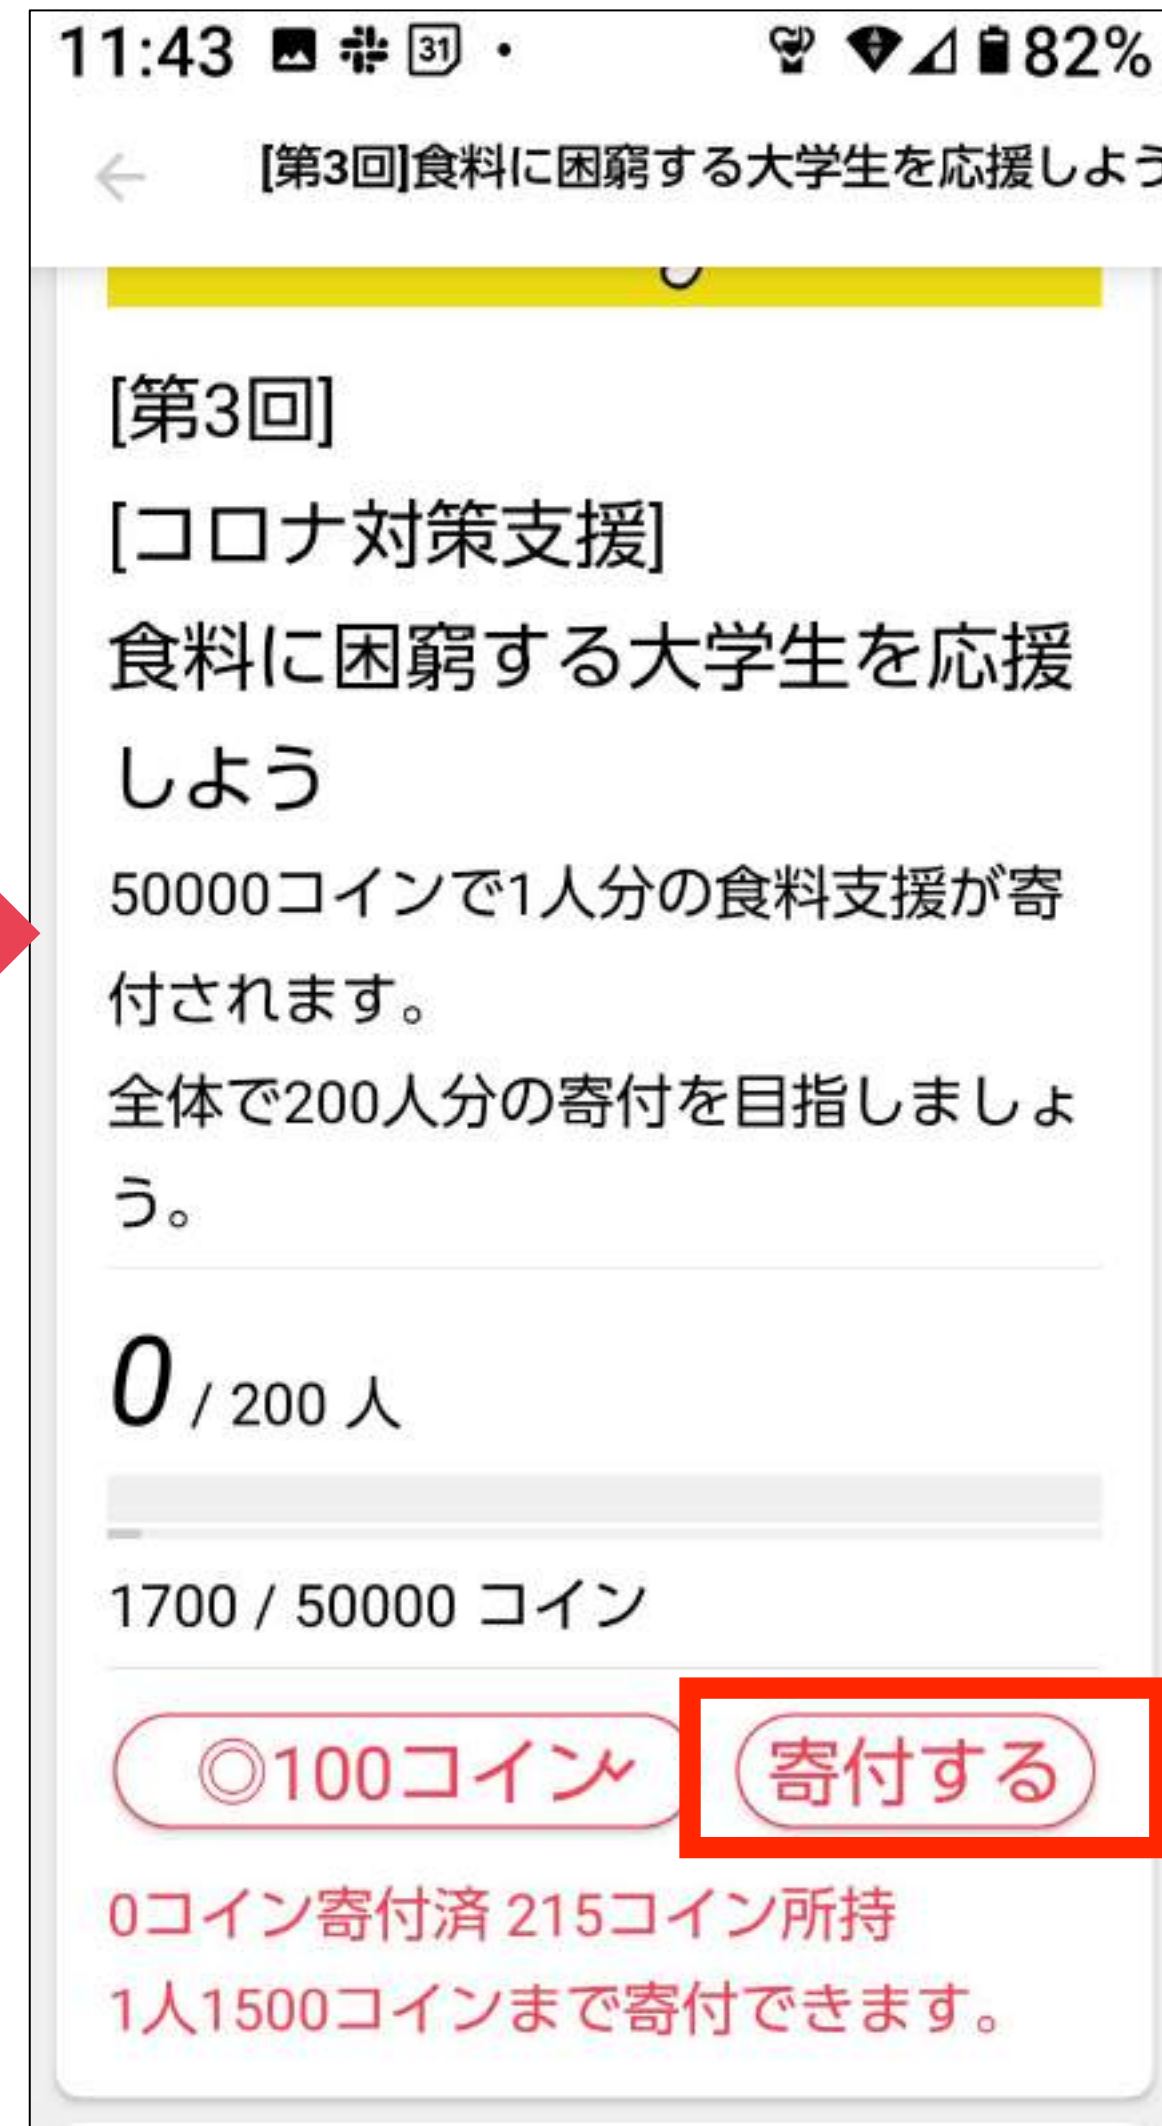 11:43 31 82%
[第3回]食料に困窮する大学生を応援しよう
[第3回]
[コロナ対策支援]
食料に困窮する大学生を応援
しよう
50000コインで1人分の食料支援が寄
付されます。
全体で200人分の寄付を目指しましょ
う。
0 / 200 人
1700 / 50000 コイン
◎100コイン 寄付する
0コイン寄付済 215コイン所持
1人1500コインまで寄付できます。